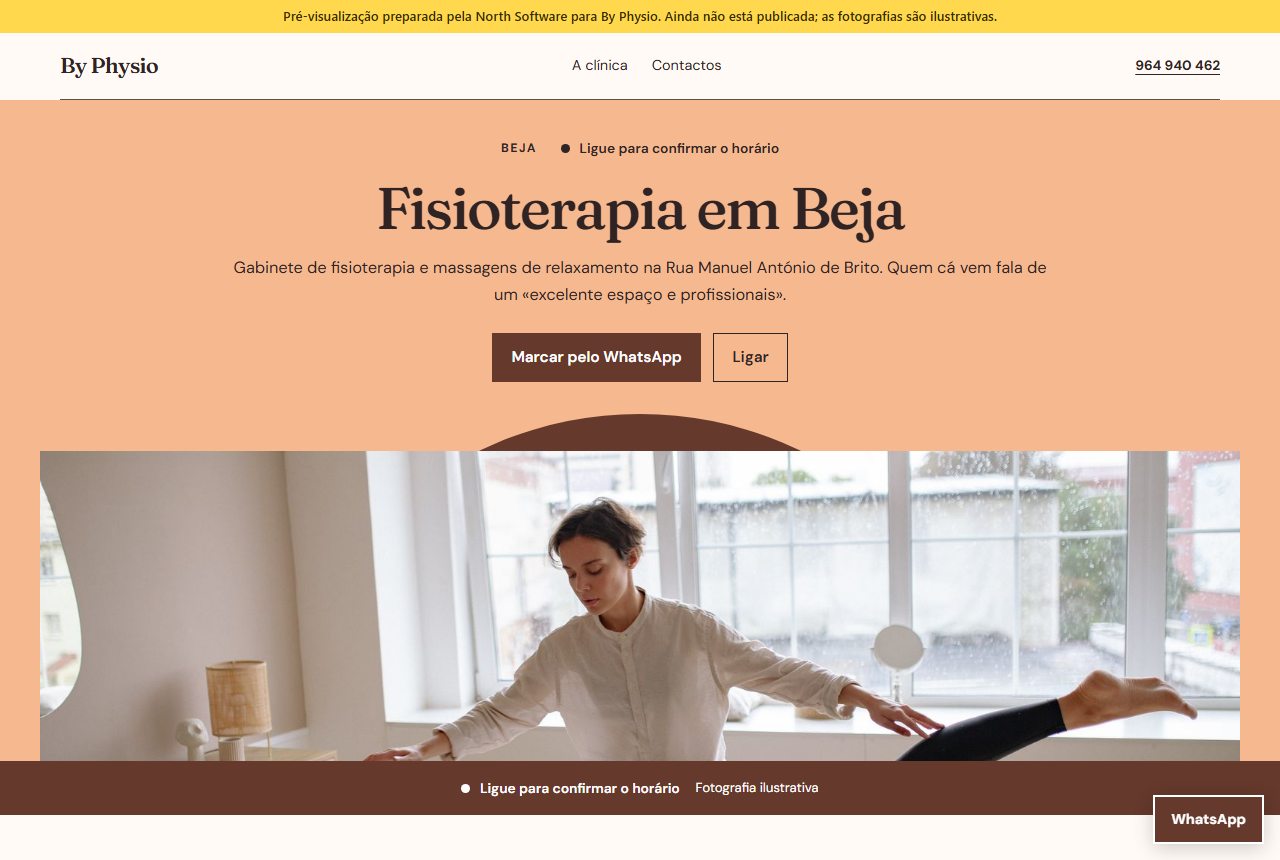 Pré-visualização preparada pela North Software para By Physio. Ainda não está publicada; as fotografias são ilustrativas.
By Physio
A clínica
Contactos
964 940 462
BEJA
Ligue para confirmar o horário
Fisioterapia em Beja
Gabinete de fisioterapia e massagens de relaxamento na Rua Manuel António de Brito. Quem cá vem fala de
um «excelente espaço e profissionais».
Marcar pelo WhatsApp
Ligar
Ligue para confirmar o horário
Fotografia ilustrativa
WhatsApp